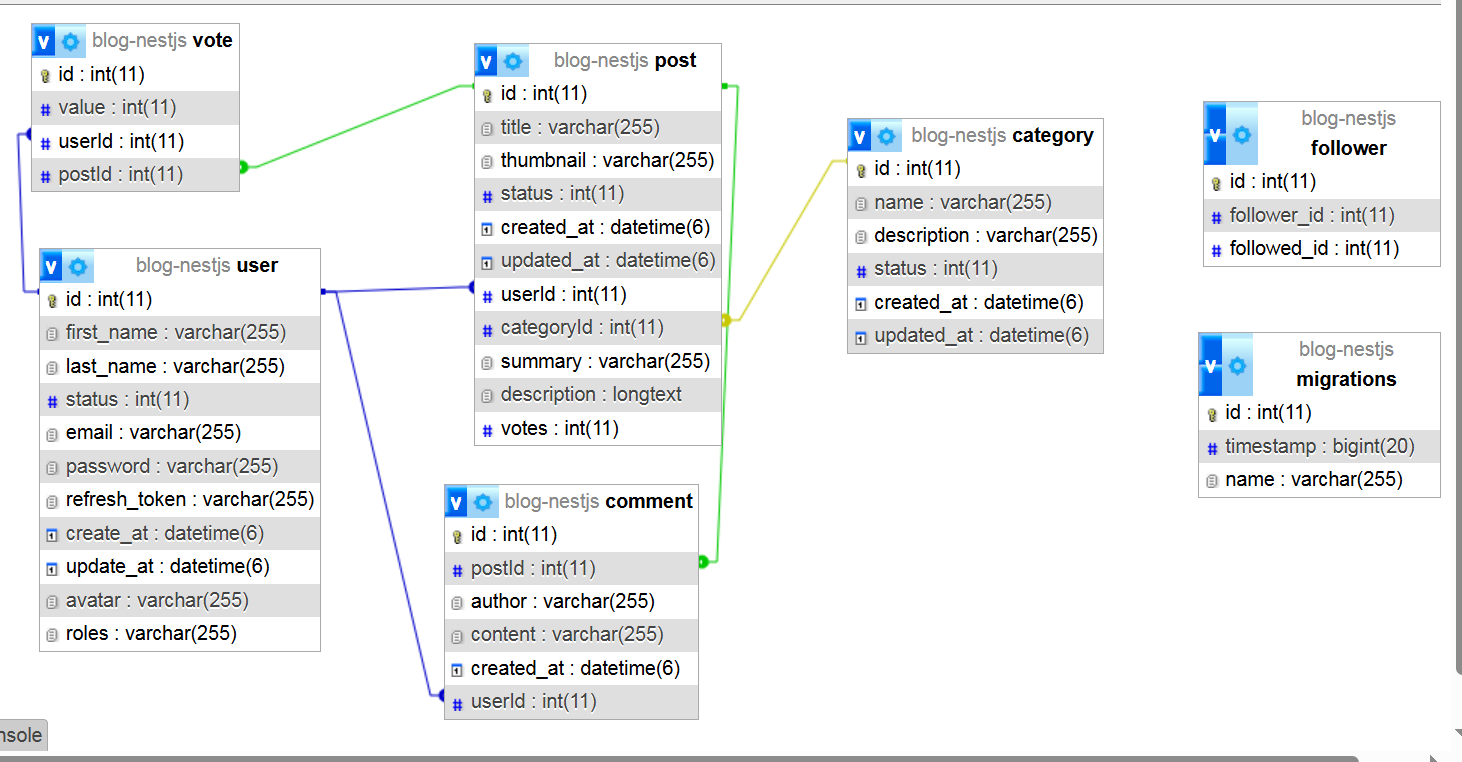 blog-nestjs vote
id : int(11)
value : int(11)
userId : int(11)
postId : int(11)
blog-nestjs user
id : int(11)
first_name : varchar(255)
last_name : varchar(255)
status : int(11)
email : varchar(255)
password : varchar(255)
refresh_token : varchar(255)
create_at : datetime(6)
update_at : datetime(6)
avatar : varchar(255)
roles : varchar(255)
blog-nestjs post
id : int(11)
title : varchar(255)
thumbnail : varchar(255)
status : int(11)
created_at : datetime(6)
updated_at : datetime(6)
userId : int(11)
categoryId : int(11)
summary : varchar(255)
description : longtext
votes : int(11)
blog-nestjs comment
id : int(11)
postId : int(11)
author : varchar(255)
content : varchar(255)
created_at : datetime(6)
userId : int(11)
blog-nestjs category
id : int(11)
name : varchar(255)
description : varchar(255)
status : int(11)
created_at : datetime(6)
updated_at : datetime(6)
blog-nestjs
follower
id : int(11)
follower_id : int(11)
followed_id : int(11)
blog-nestjs
migrations
id : int(11)
timestamp : bigint(20)
name : varchar(255)
nsole